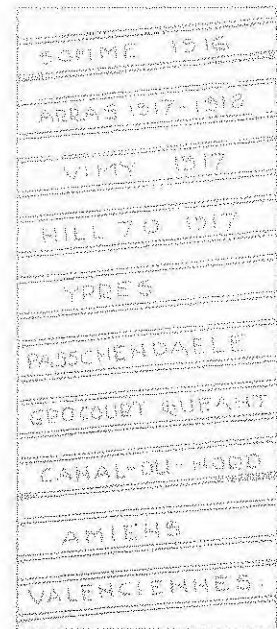 SOMME 1916
ARRAS 1917-1918
VIMY 1917
HILL 70 1917
YPRES
PASSCHENDAELE
CANAL-DU-NORD
AMIENS
VALENCIENNES